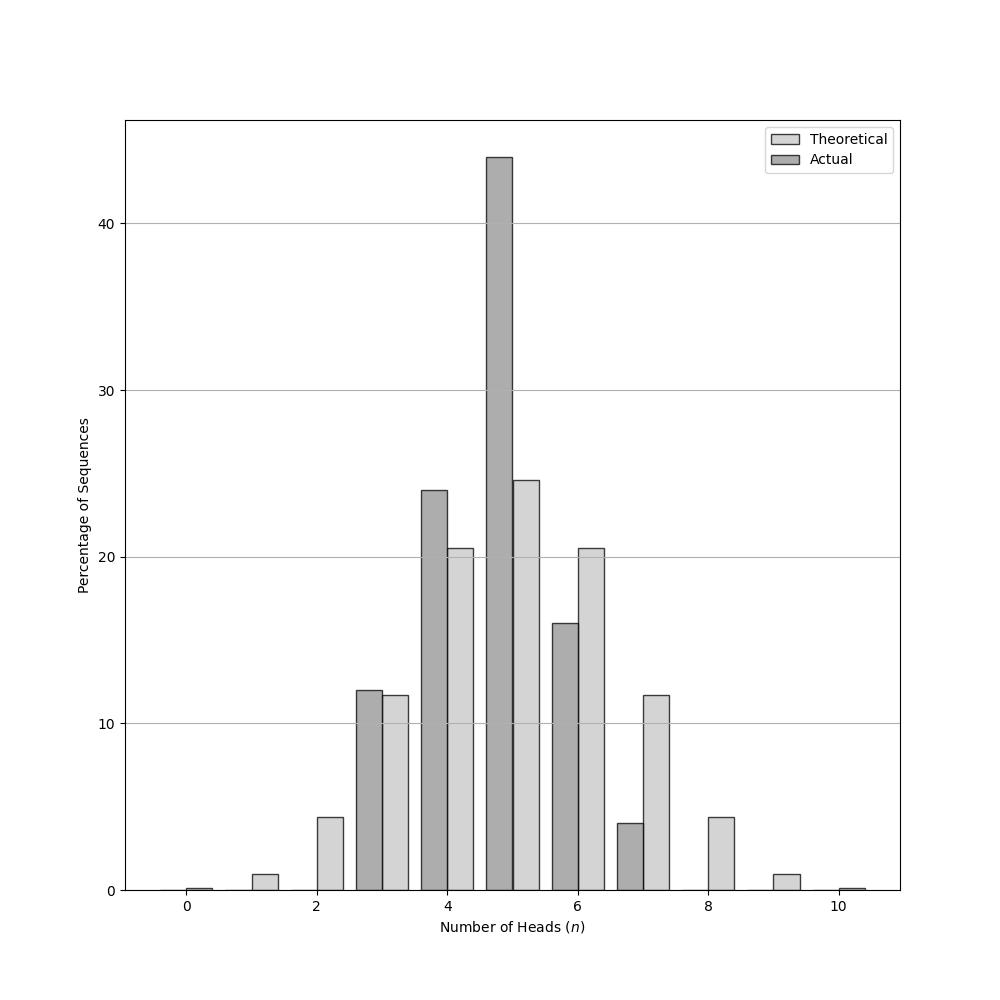 Theoretical
Actual
40
30
20
10
0
Percentage of Sequences
0 2 4 6 8 10
Number of Heads (n)